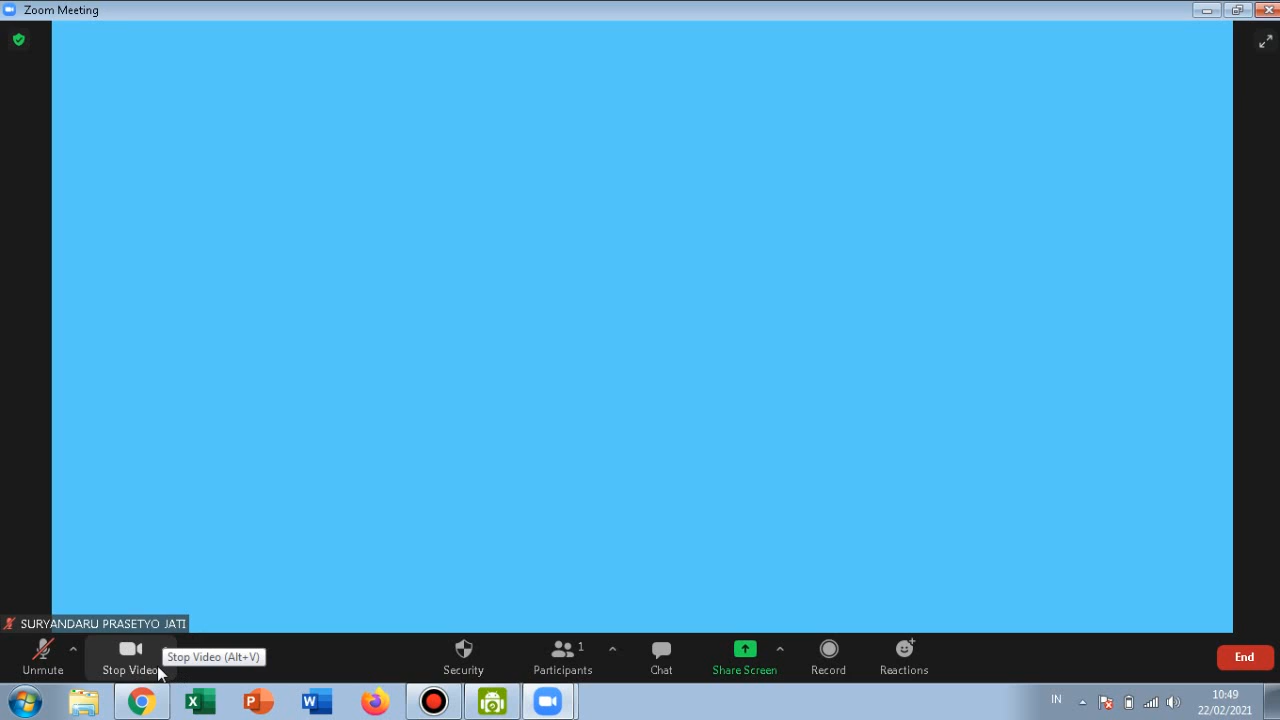 Zoom Meeting
SURYANDARU PRASETYO JATI
Unmute
Stop Video
Stop Video (Alt+V)
Security
1
Participants
Chat
Share Screen
Record
Reactions
End
IN
10:49
22/02/2021